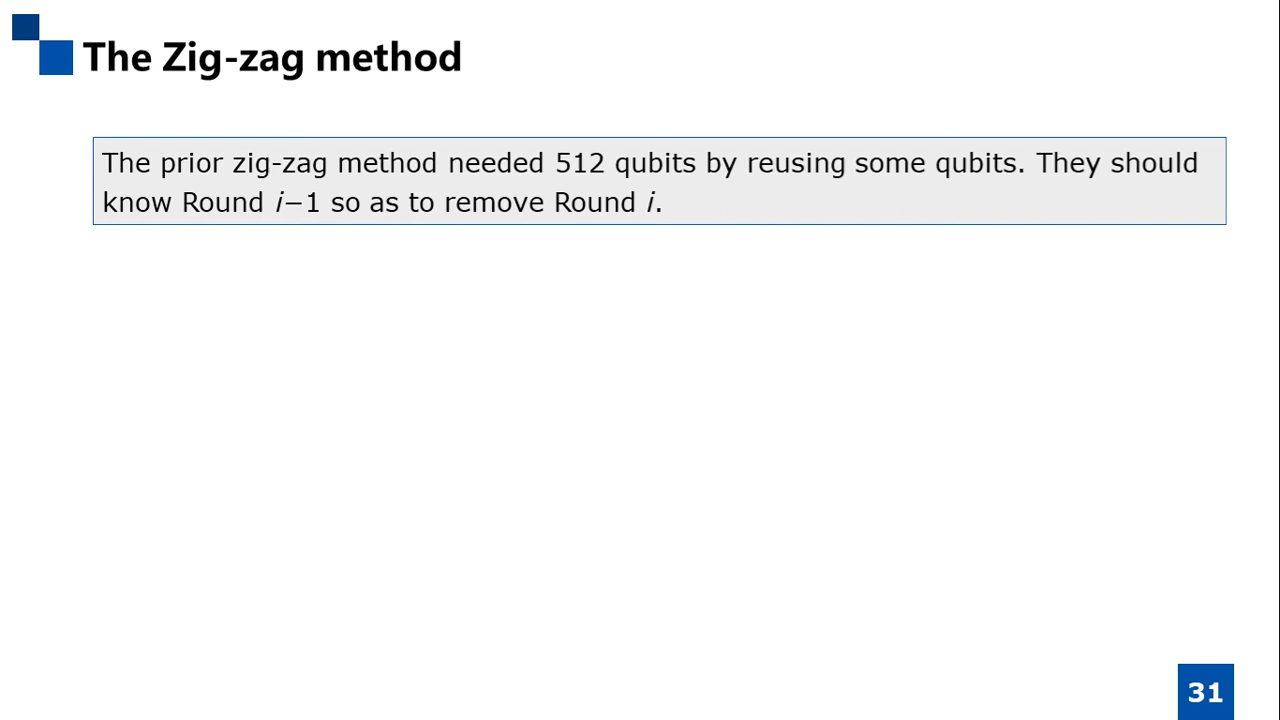 The Zig-zag method
The prior zig-zag method needed 512 qubits by reusing some qubits. They should
know Round i−1 so as to remove Round i.
31